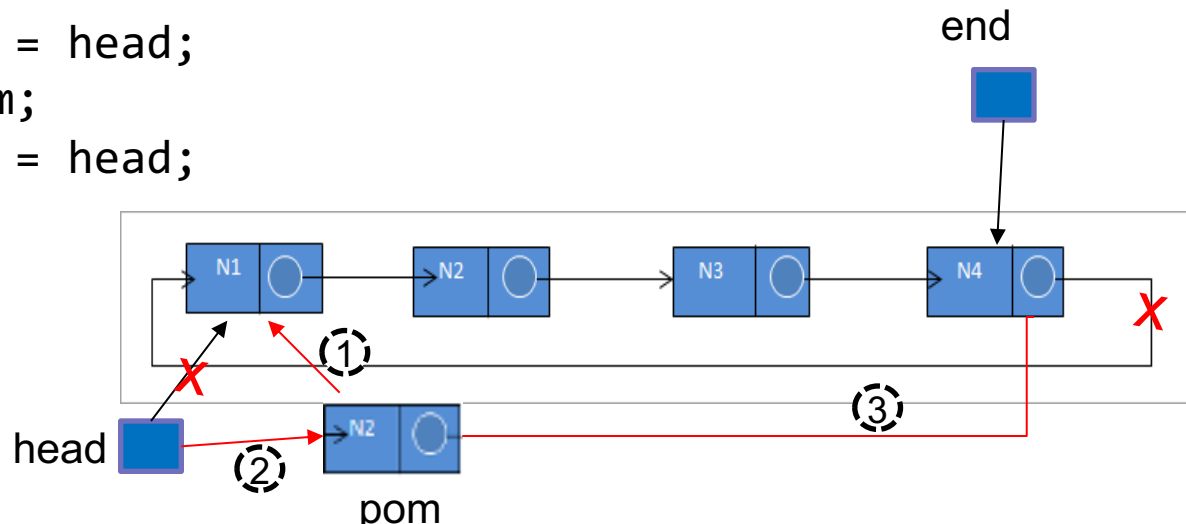 = head;
m;
= head;
end
N1
N2
N3
N4
X
X
1
2
3
head
N2
pom